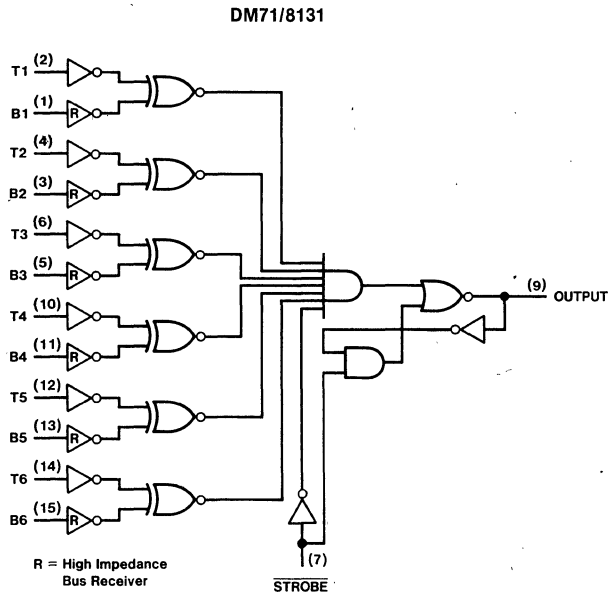 DM71/8131
T1 (2)
B1 (1) R
T2 (4)
B2 (3) R
T3 (6)
B3 (5) R
T4 (10)
B4 (11) R
T5 (12)
B5 (13) R
T6 (14)
B6 (15) R
(9) OUTPUT
(7)
STROBE
R = High Impedance
Bus Receiver